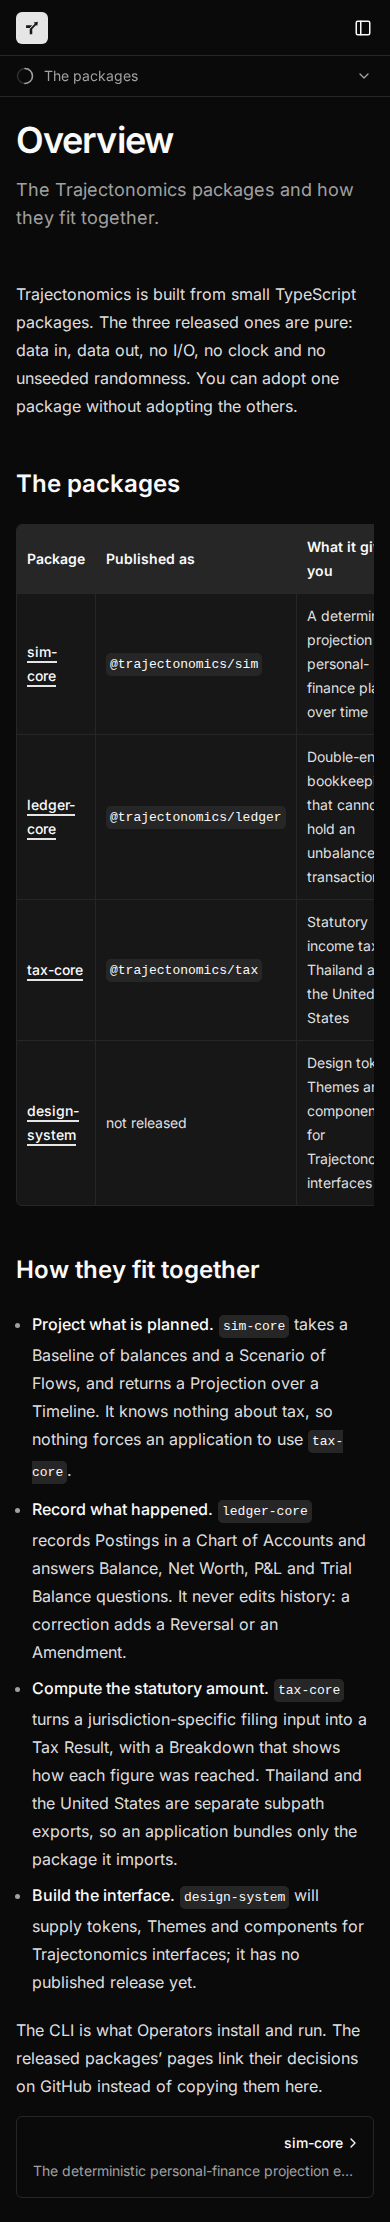 The packages
Overview
The Trajectonomics packages and how
they fit together.
Trajectonomics is built from small TypeScript
packages. The three released ones are pure:
data in, data out, no I/O, no clock and no
unseeded randomness. You can adopt one
package without adopting the others.
The packages
Package
Published as
What it gi
you
sim-
core
@trajectonomics/sim
A determi
projection
personal-
finance pla
over time
ledger-
core
@trajectonomics/ledger
Double-en
bookkeep
that canno
hold an
unbalance
transaction
tax-core
@trajectonomics/tax
Statutory
income tax
Thailand a
the United
States
design-
system
not released
Design tok
Themes an
componen
for
Trajectono
interfaces
How they fit together
Project what is planned. sim-core takes a
Baseline of balances and a Scenario of
Flows, and returns a Projection over a
Timeline. It knows nothing about tax, so
nothing forces an application to use tax-
core.
Record what happened. ledger-core
records Postings in a Chart of Accounts and
answers Balance, Net Worth, P&L and Trial
Balance questions. It never edits history: a
correction adds a Reversal or an
Amendment.
Compute the statutory amount. tax-core
turns a jurisdiction-specific filing input into a
Tax Result, with a Breakdown that shows
how each figure was reached. Thailand and
the United States are separate subpath
exports, so an application bundles only the
package it imports.
Build the interface. design-system will
supply tokens, Themes and components for
Trajectonomics interfaces; it has no
published release yet.
The CLI is what Operators install and run. The
released packages’ pages link their decisions
on GitHub instead of copying them here.
sim-core
The deterministic personal-finance projection e...